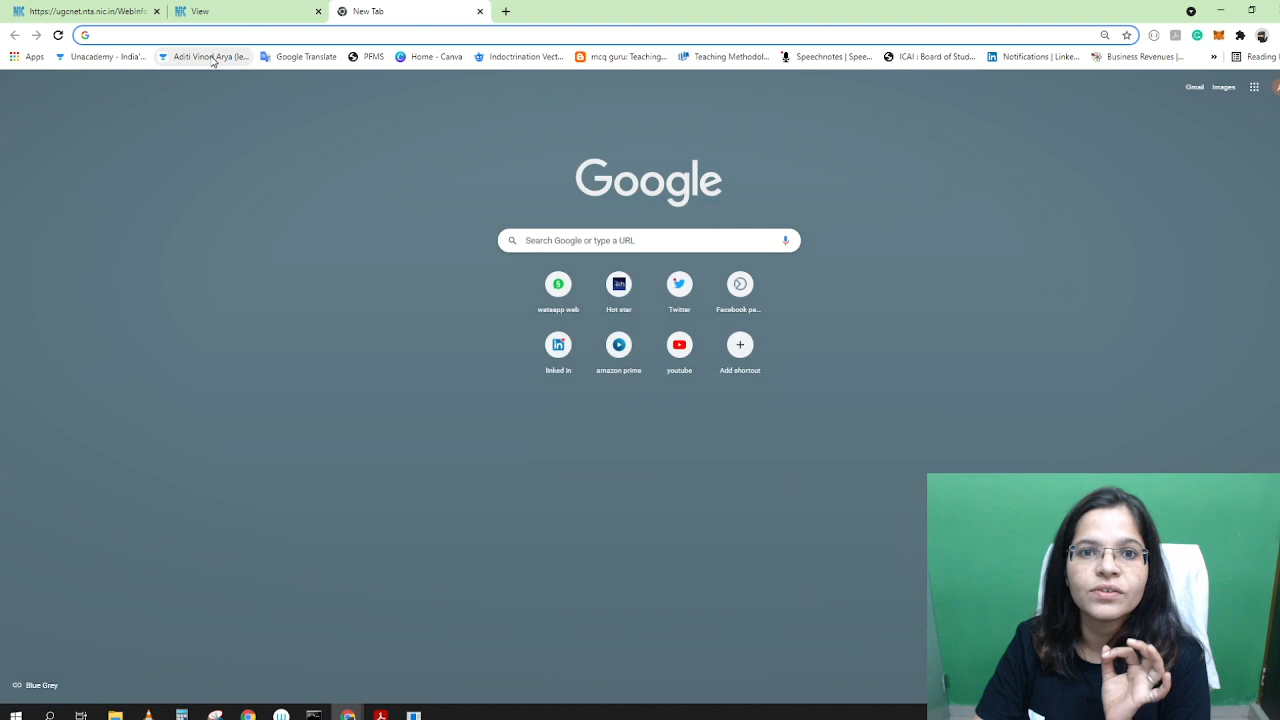 https://ugcnet.nta.nic.in/WebInfo
View
New Tab
Apps
Unacademy - India'...
Aditi Vinod Arya (le...
Google Translate
PFMS
Home - Canva
Indoctrination Vect...
mcq guru: Teaching...
Teaching Methodol...
Speechnotes | Spee...
ICAI : Board of Stud...
Notifications | Linke...
Business Revenues |...
»
Reading
Gmail
Images
Google
Search Google or type a URL
watsapp web
Hot star
Twitter
Facebook pa...
linked in
amazon prime
youtube
Add shortcut
Blue Grey